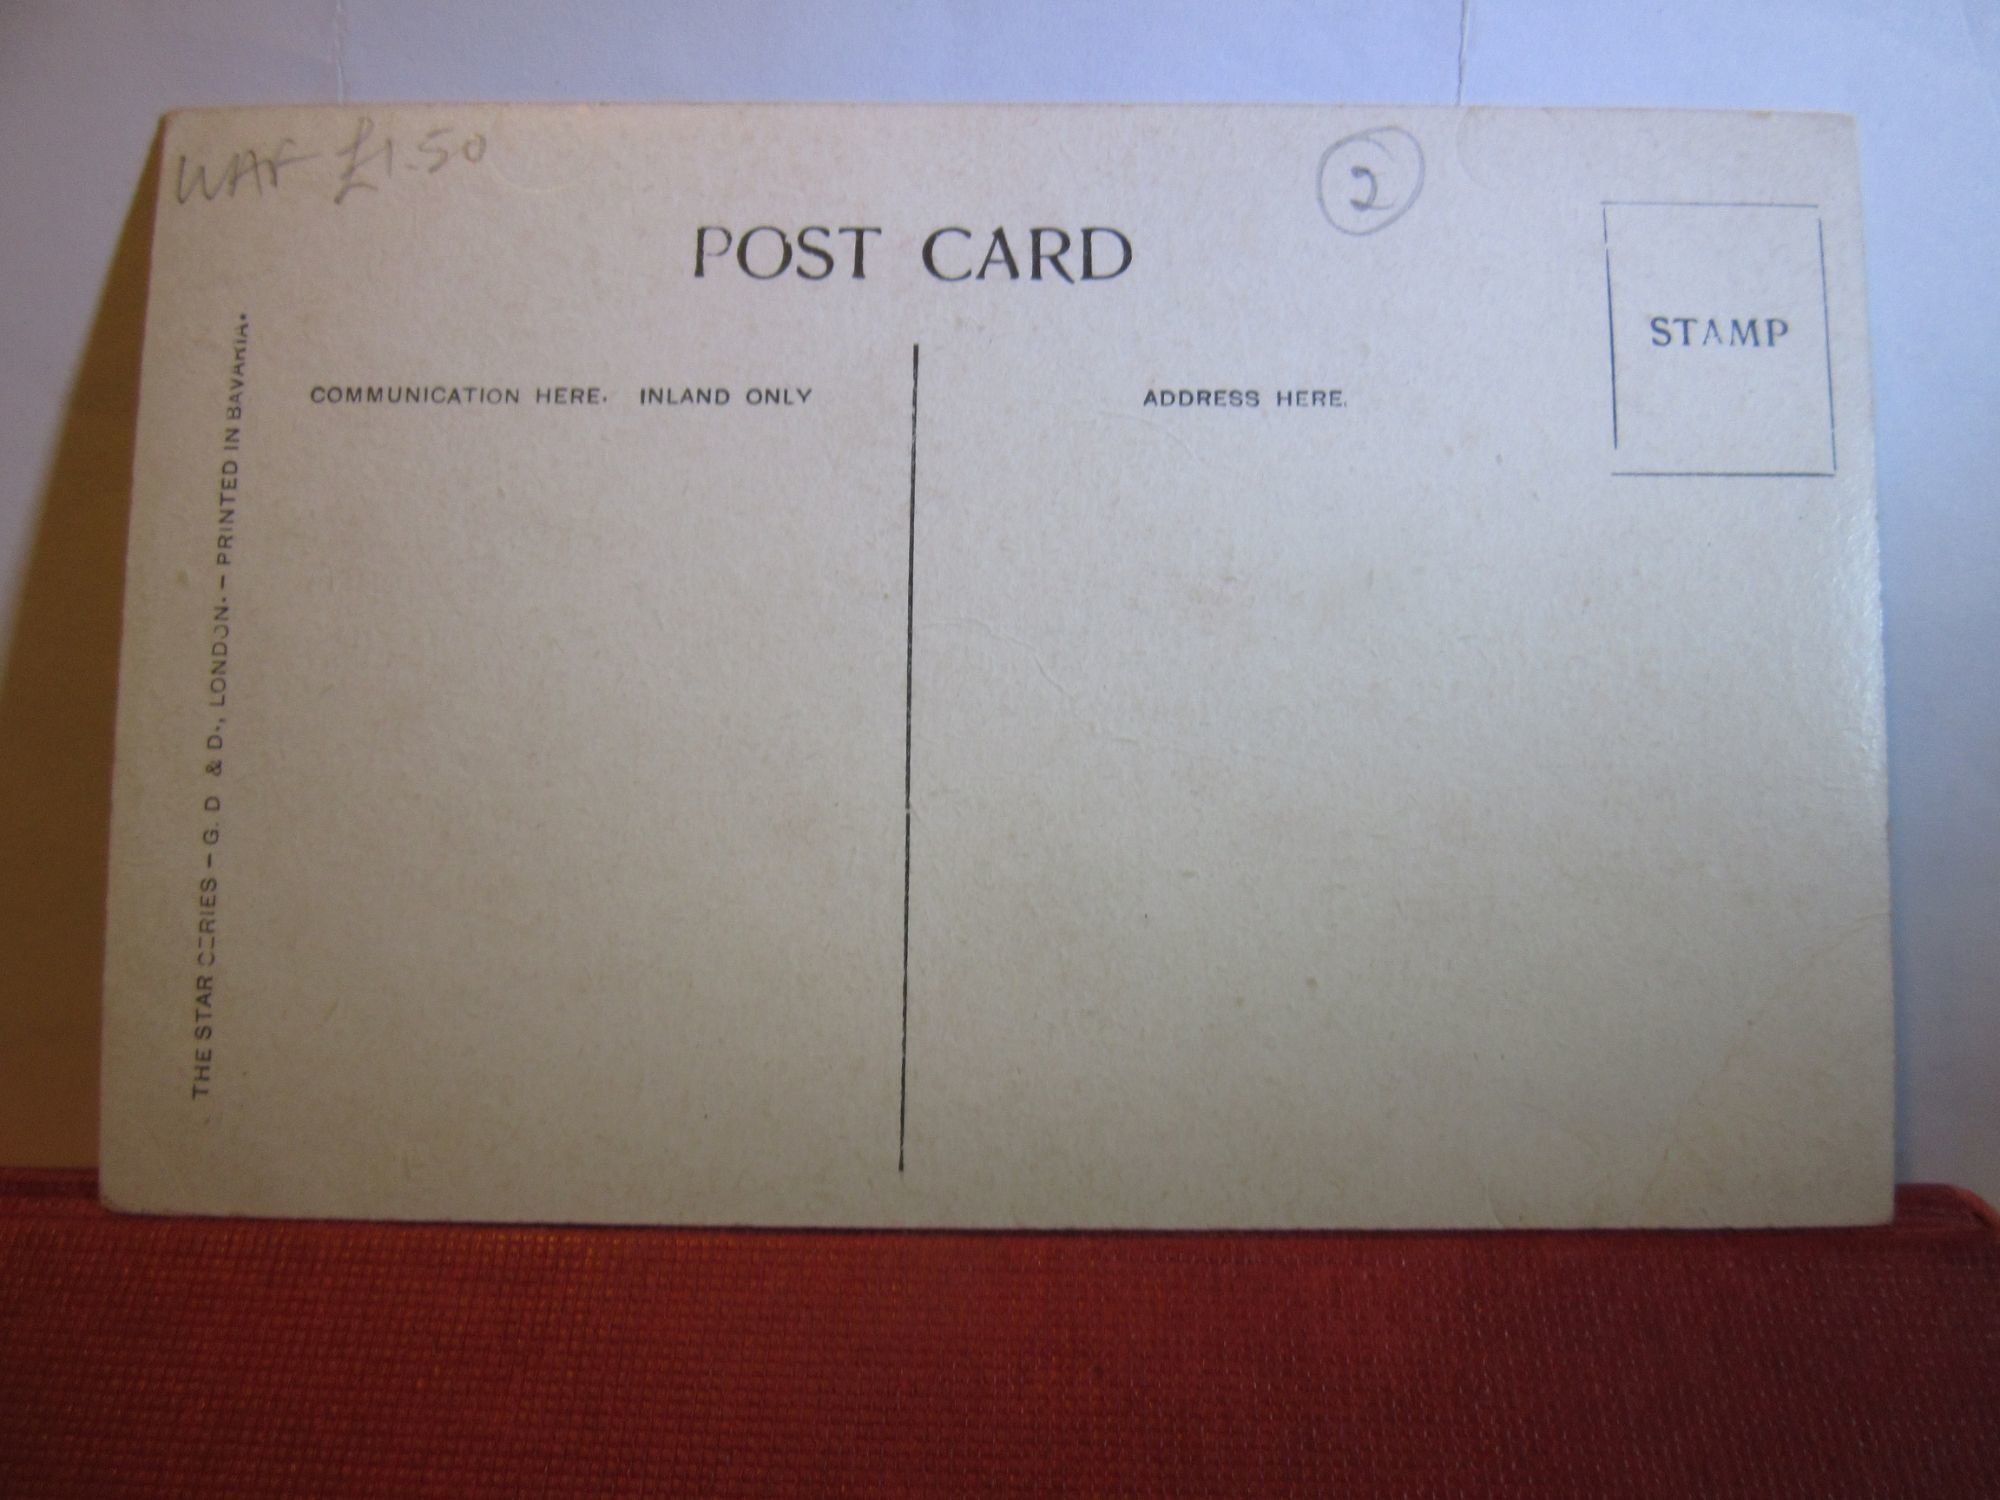 WAF £1.50
2
POST CARD
STAMP
COMMUNICATION HERE. INLAND ONLY
ADDRESS HERE.
THE STAR SERIES – G. D & D., LONDON. – PRINTED IN BAVARIA.